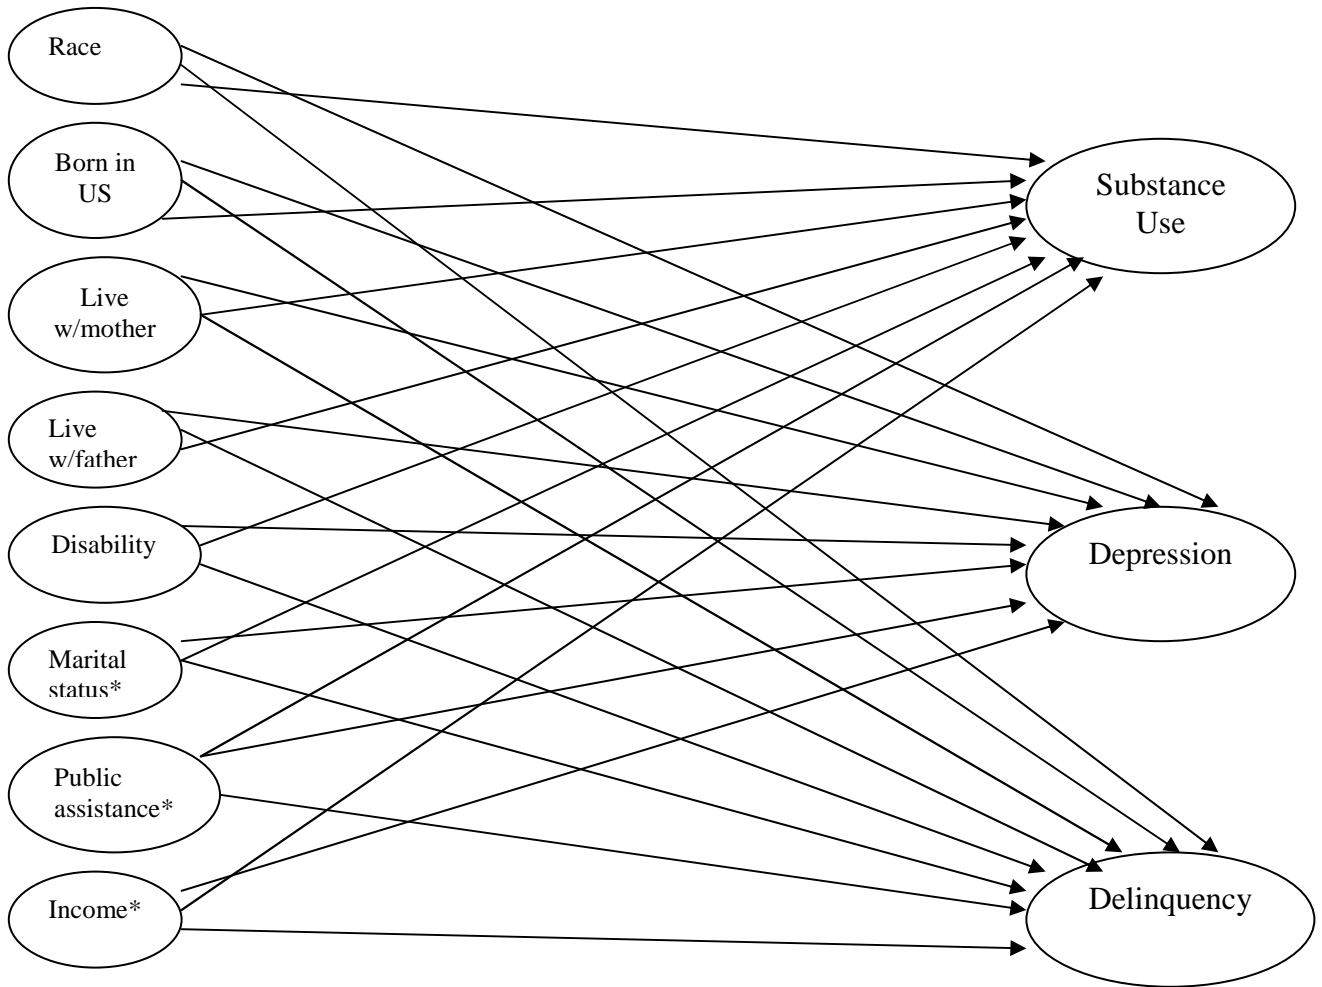 Race
Born in
US
Live
w/mother
Live
w/father
Disability
Marital
status*
Public
assistance*
Income*
Substance
Use
Depression
Delinquency